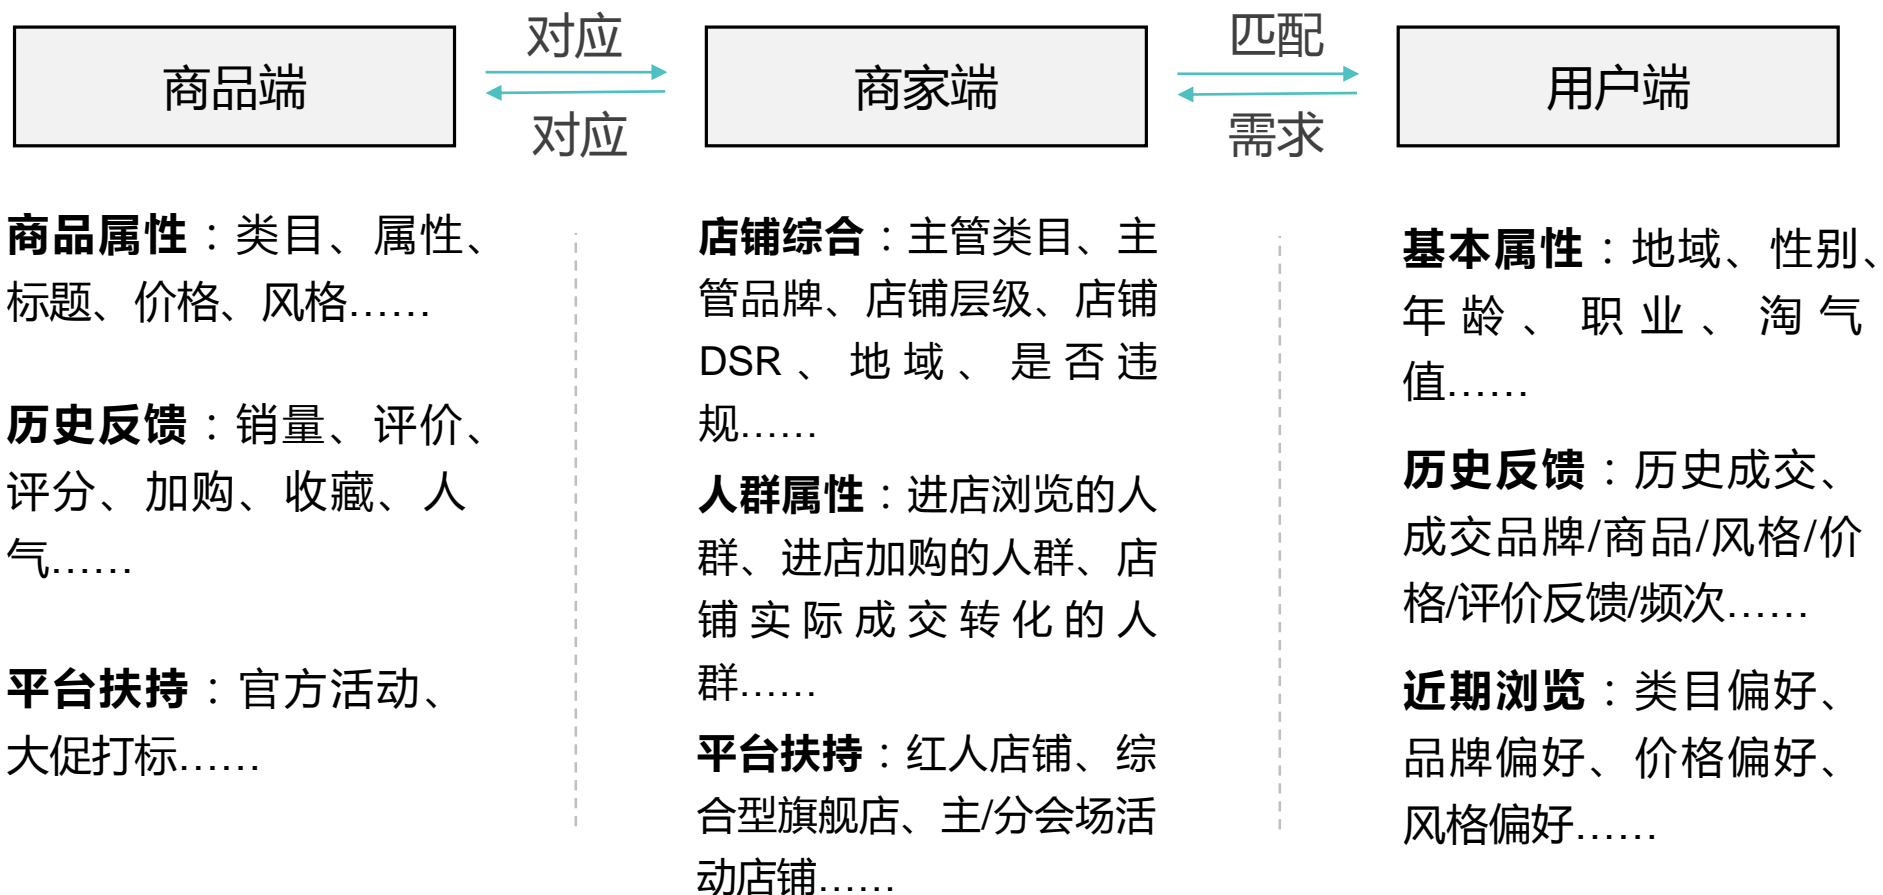 商品端
对应
对应
商家端
匹配
需求
用户端
商品属性：类目、属性、
标题、价格、风格……
历史反馈：销量、评价、
评分、加购、收藏、人
气……
平台扶持：官方活动、
大促打标……
店铺综合：主管类目、主
管品牌、店铺层级、店铺
DSR、地域、是否违
规……
人群属性：进店浏览的人
群、进店加购的人群、店
铺实际成交转化的人
群……
平台扶持：红人店铺、综
合型旗舰店、主/分会场活
动店铺……
基本属性：地域、性别、
年龄、职业、淘气
值……
历史反馈：历史成交、
成交品牌/商品/风格/价
格/评价反馈/频次……
近期浏览：类目偏好、
品牌偏好、价格偏好、
风格偏好……